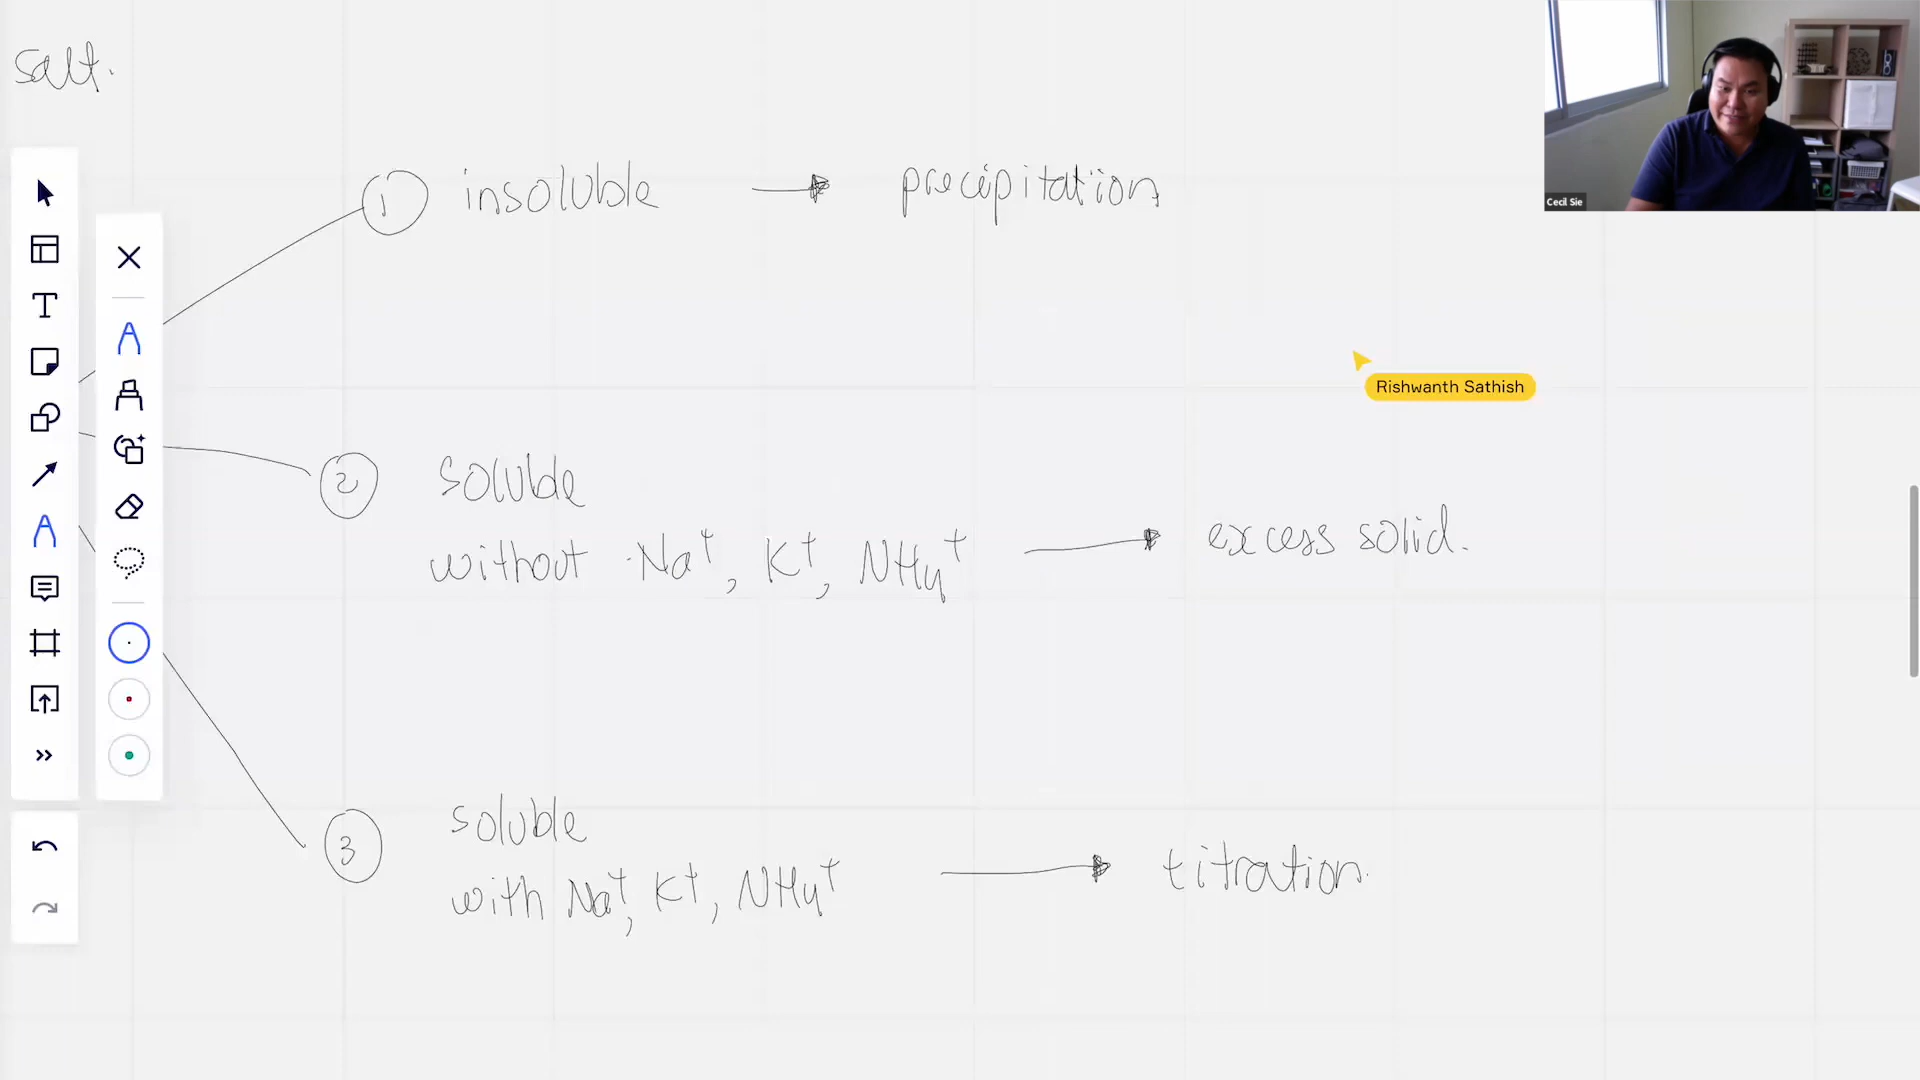 salt.
Cecil Sie
1 insoluble → precipitation
Rishwanth Sathish
2 soluble
without Na⁺, K⁺, NH₄⁺ → excess solid.
3 soluble
with Na⁺, K⁺, NH₄⁺ → titration.